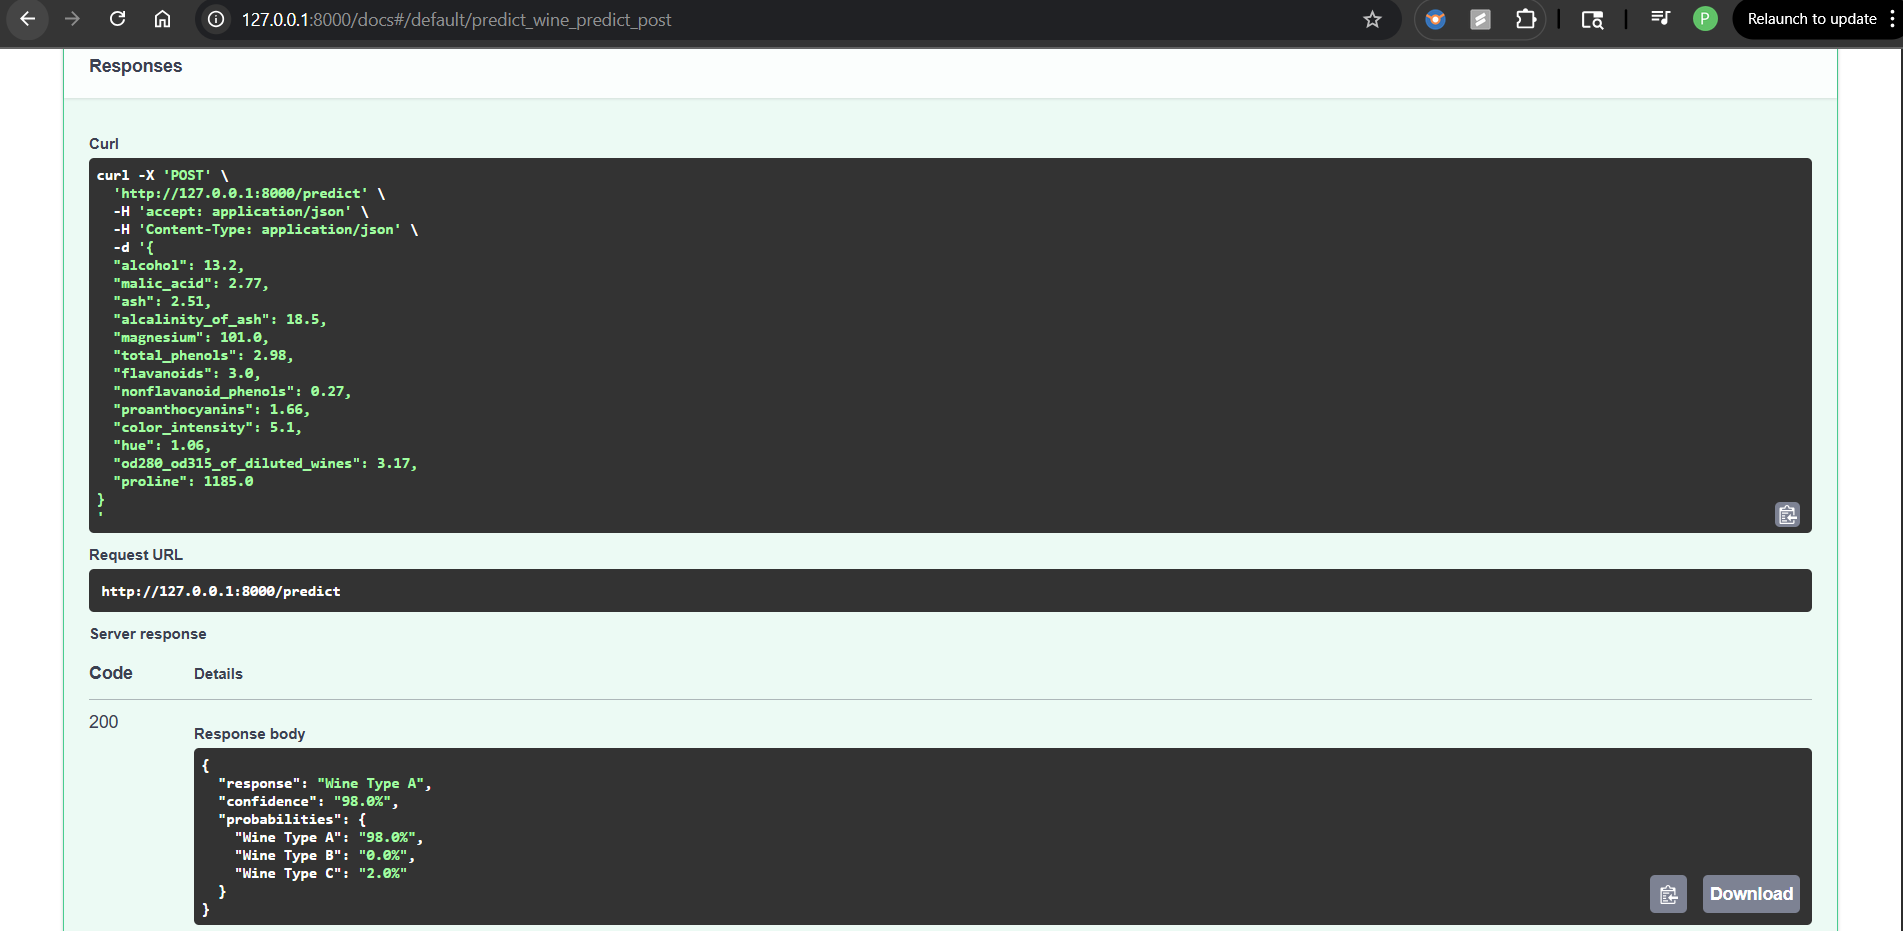 127.0.0.1:8000/docs#/default/predict_wine_predict_post
P
Relaunch to update
Responses
Curl
curl -X 'POST' \
  'http://127.0.0.1:8000/predict' \
  -H 'accept: application/json' \
  -H 'Content-Type: application/json' \
  -d '{
  "alcohol": 13.2,
  "malic_acid": 2.77,
  "ash": 2.51,
  "alcalinity_of_ash": 18.5,
  "magnesium": 101.0,
  "total_phenols": 2.98,
  "flavanoids": 3.0,
  "nonflavanoid_phenols": 0.27,
  "proanthocyanins": 1.66,
  "color_intensity": 5.1,
  "hue": 1.06,
  "od280_od315_of_diluted_wines": 3.17,
  "proline": 1185.0
}
'
Request URL
http://127.0.0.1:8000/predict
Server response
Code Details
200
Response body
{
  "response": "Wine Type A",
  "confidence": "98.0%",
  "probabilities": {
    "Wine Type A": "98.0%",
    "Wine Type B": "0.0%",
    "Wine Type C": "2.0%"
  }
}
Download